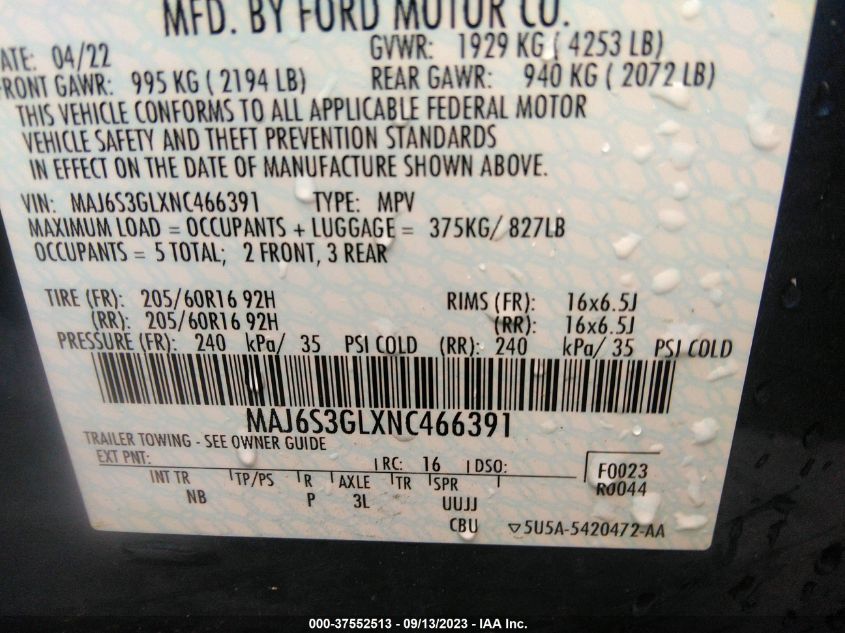 MFD. BY FORD MOTOR CO.
DATE: 04/22 GVWR: 1929 KG ( 4253 LB)
FRONT GAWR: 995 KG ( 2194 LB) REAR GAWR: 940 KG ( 2072 LB)
THIS VEHICLE CONFORMS TO ALL APPLICABLE FEDERAL MOTOR
VEHICLE SAFETY AND THEFT PREVENTION STANDARDS
IN EFFECT ON THE DATE OF MANUFACTURE SHOWN ABOVE.
VIN: MAJ6S3GLXNC466391 TYPE: MPV
MAXIMUM LOAD = OCCUPANTS + LUGGAGE = 375KG/ 827LB
OCCUPANTS = 5 TOTAL; 2 FRONT, 3 REAR
TIRE (FR): 205/60R16 92H RIMS (FR): 16x6.5J
(RR): 205/60R16 92H (RR): 16x6.5J
PRESSURE (FR): 240 kPa/ 35 PSI COLD (RR): 240 kPa/ 35 PSI COLD
MAJ6S3GLXNC466391
TRAILER TOWING - SEE OWNER GUIDE
EXT PNT: RC: 16 DSO: F0023
INT TR TP/PS R AXLE TR SPR R0044
NB P 3L UUJJ
CBU 5U5A-5420472-AA
000-37552513 - 09/13/2023 - IAA Inc.